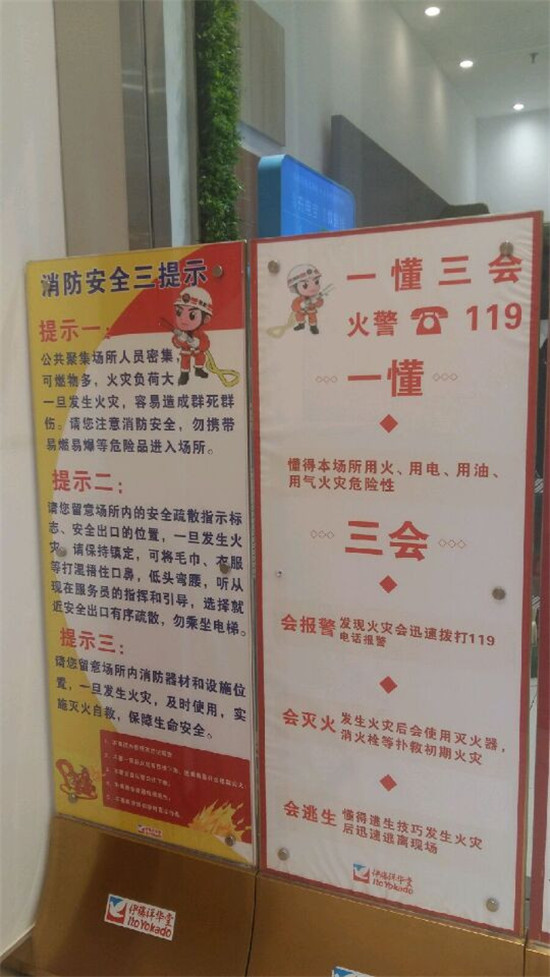 消防安全三提示
提示一：
公共聚集场所人员密集，
可燃物多，火灾负荷大
一旦发生火灾，容易造成群死群
伤。请您注意消防安全，勿携带
易燃易爆等危险品进入场所。
提示二：
请您留意场所内的安全疏散指示标
志、安全出口的位置，一旦发生火
灾。请保持镇定，可将毛巾、衣服
等打湿捂住口鼻，低头弯腰，听从
现在服务员的指挥和引导，选择就
近安全出口有序疏散，勿乘坐电梯。
提示三：
请您留意场所内消防器材和设施位
置，一旦发生火灾，及时使用，实
施灭火自救，保障生命安全。
伊藤洋华堂
Ito Yokado
一懂三会
火警 ☎ 119
一懂
懂得本场所用火、用电、用油、
用气火灾危险性
三会
会报警 发现火灾会迅速拨打119
电话报警
会灭火 发生火灾后会使用灭火器，
消火栓等扑救初期火灾
会逃生 懂得逃生技巧发生火灾
后迅速逃离现场
伊藤洋华堂
Ito Yokado